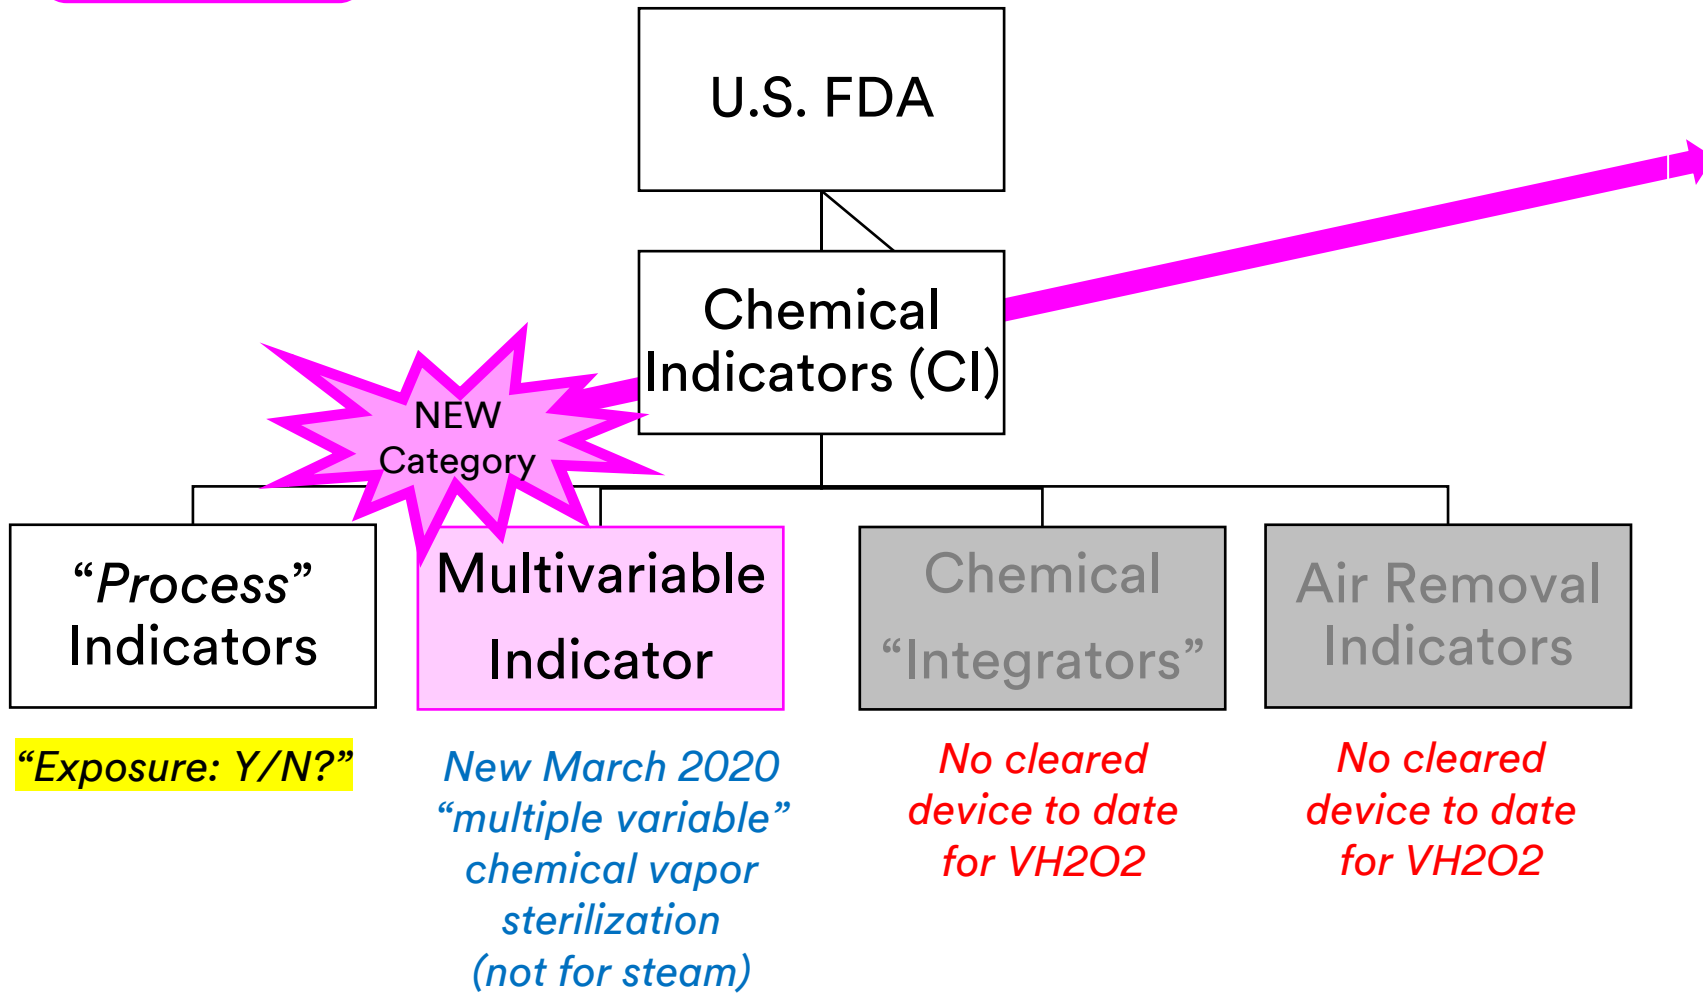 U.S. FDA
Chemical
Indicators (CI)
NEW
Category
“Process”
Indicators
Multivariable
Indicator
Chemical
“Integrators”
Air Removal
Indicators
“Exposure: Y/N?”
New March 2020
“multiple variable”
chemical vapor
sterilization
(not for steam)
No cleared
device to date
for VH2O2
No cleared
device to date
for VH2O2